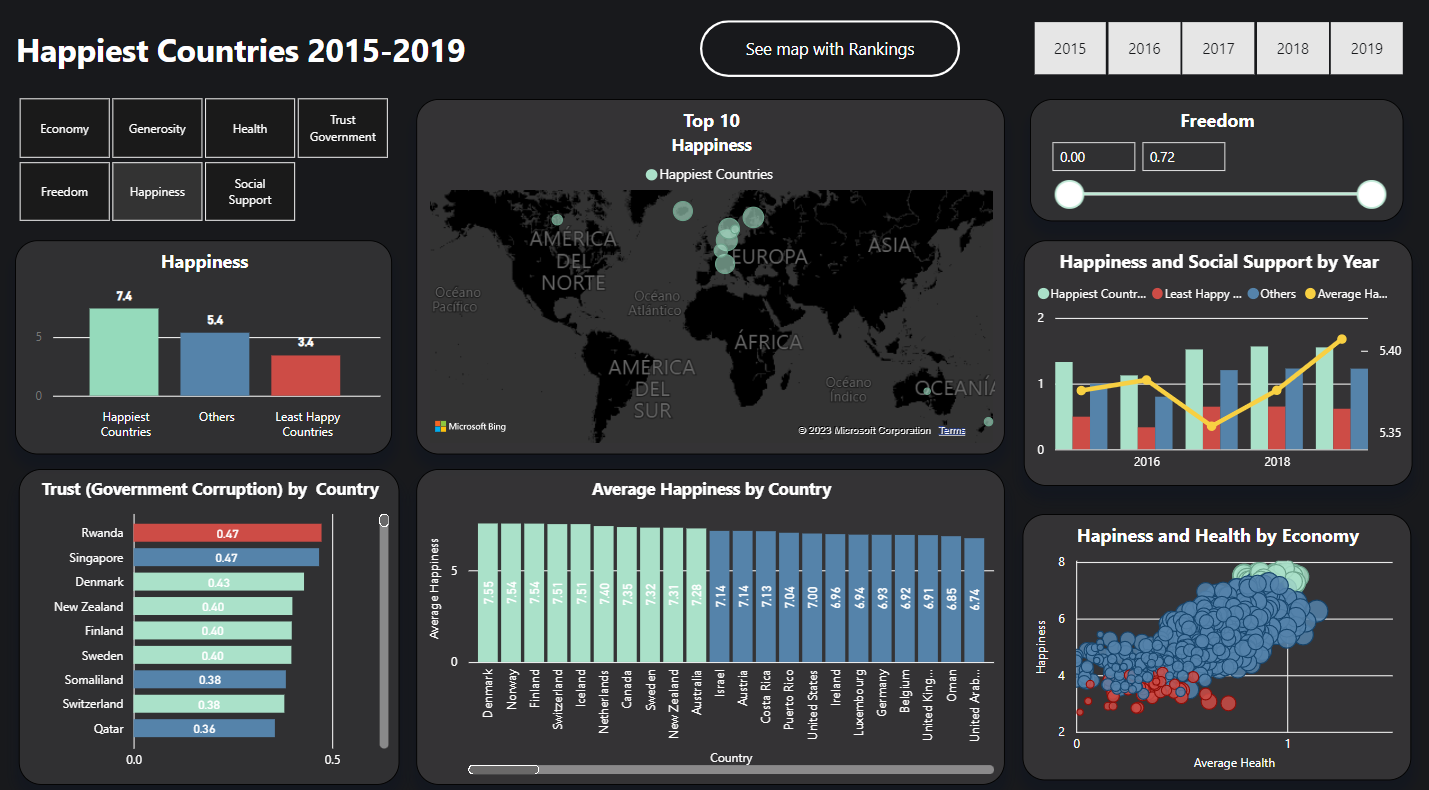 Happiest Countries 2015-2019
See map with Rankings
2015
2016
2017
2018
2019
Economy
Generosity
Health
Trust
Government
Freedom
Happiness
Social
Support
Happiness
7.4
5.4
3.4
5
0
Happiest
Countries
Others
Least Happy
Countries
Trust (Government Corruption) by Country
Rwanda
0.47
Singapore
0.47
Denmark
0.43
New Zealand
0.40
Finland
0.40
Sweden
0.40
Somaliland
0.38
Switzerland
0.38
Qatar
0.36
0.0
0.5
Top 10
Happiness
Happiest Countries
AMÉRICA
DEL
NORTE
EUROPA
ASIA
Océano
Pacífico
Océano
Atlántico
ÁFRICA
AMÉRICA
DEL
SUR
Océano
Índico
OCEANÍA
Microsoft Bing
© 2023 Microsoft Corporation Terms
Average Happiness by Country
Average Happiness
5
0
7.55
7.54
7.54
7.51
7.51
7.40
7.35
7.32
7.31
7.28
7.14
7.14
7.13
7.04
7.00
6.96
6.94
6.93
6.92
6.91
6.85
6.74
Denmark
Norway
Finland
Switzerland
Iceland
Netherlands
Canada
Sweden
New Zealand
Australia
Israel
Austria
Costa Rica
Puerto Rico
United States
Ireland
Luxembourg
Germany
Belgium
United King...
Oman
United Arab...
Country
Freedom
0.00
0.72
Happiness and Social Support by Year
Happiest Countr...
Least Happy ...
Others
Average Ha...
2
1
0
5.40
5.35
2016
2018
Hapiness and Health by Economy
Happiness
8
6
4
2
0
1
Average Health